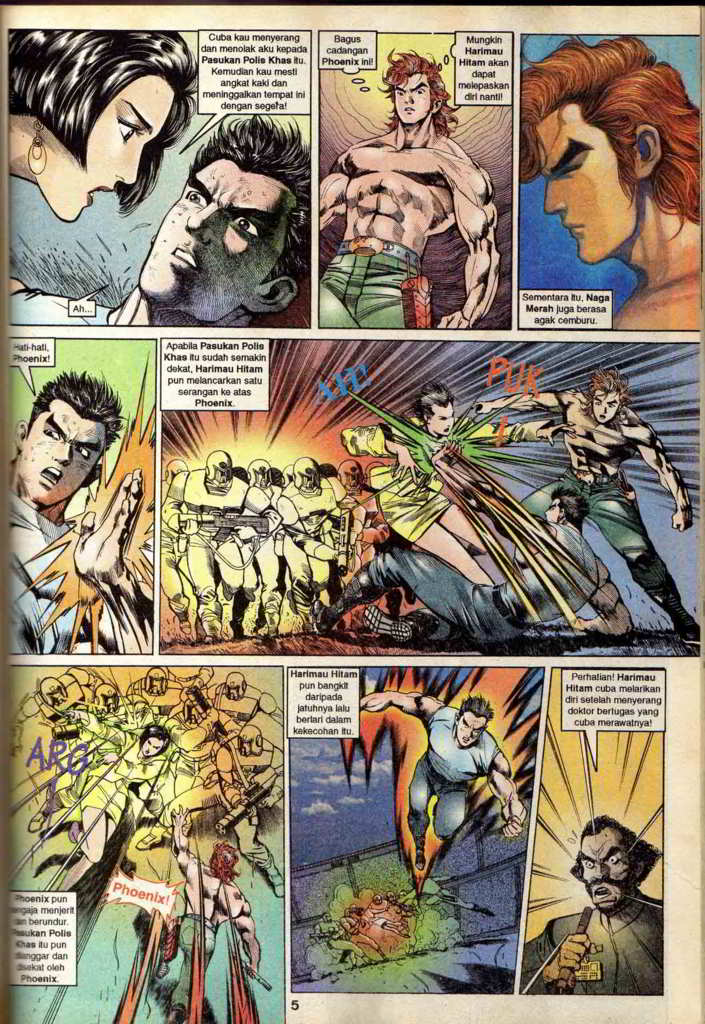 Cuba kau menyerang
dan menolak aku kepada
Pasukan Polis Khas itu.
Kemudian kau mesti
angkat kaki dan
meninggalkan tempat ini
dengan segera!
Ah...
Bagus
cadangan
Phoenix ini!
Mungkin
Harimau
Hitam akan
dapat
melepaskan
diri nanti!
Sementara itu, Naga
Merah juga berasa
agak cemburu.
Hati-hati,
Phoenix!
Apabila Pasukan Polis
Khas itu sudah semakin
dekat, Harimau Hitam
pun melancarkan satu
serangan ke atas
Phoenix.
PUK
ARG
Phoenix!
Phoenix pun
sengaja menjerit
dan berundur.
Pasukan Polis
Khas itu pun
dilanggar dan
disekat oleh
Phoenix.
Harimau Hitam
pun bangkit
daripada
jatuhnya lalu
berlari dalam
kekecohan itu.
Perhatian! Harimau
Hitam cuba melarikan
diri setelah menyerang
doktor bertugas yang
cuba merawatnya!
5